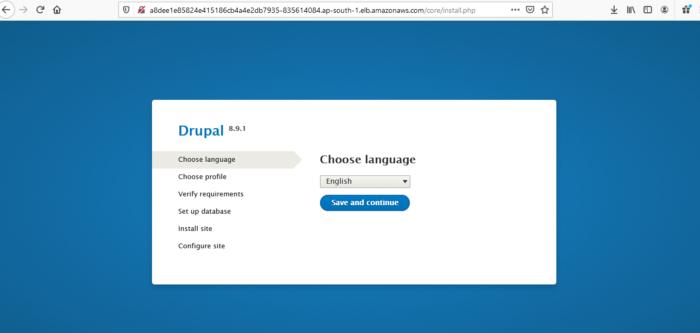 a8dee1e85824e415186cb4a4e2db7935-835614084.ap-south-1.elb.amazonaws.com/core/install.php
Drupal 8.9.1
Choose language
Choose profile
Verify requirements
Set up database
Install site
Configure site
Choose language
English
Save and continue